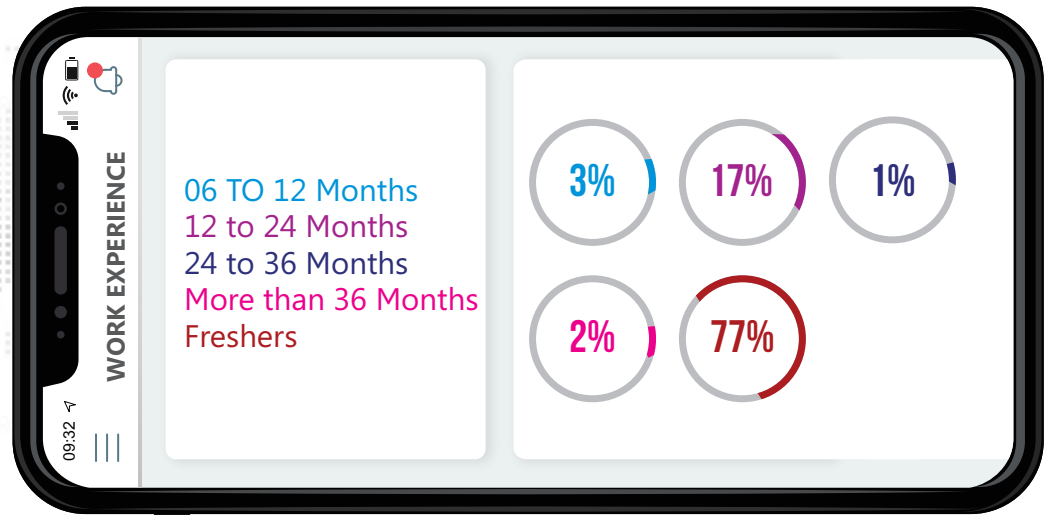 09:32
WORK EXPERIENCE
06 TO 12 Months
12 to 24 Months
24 to 36 Months
More than 36 Months
Freshers
3%
17%
1%
2%
77%